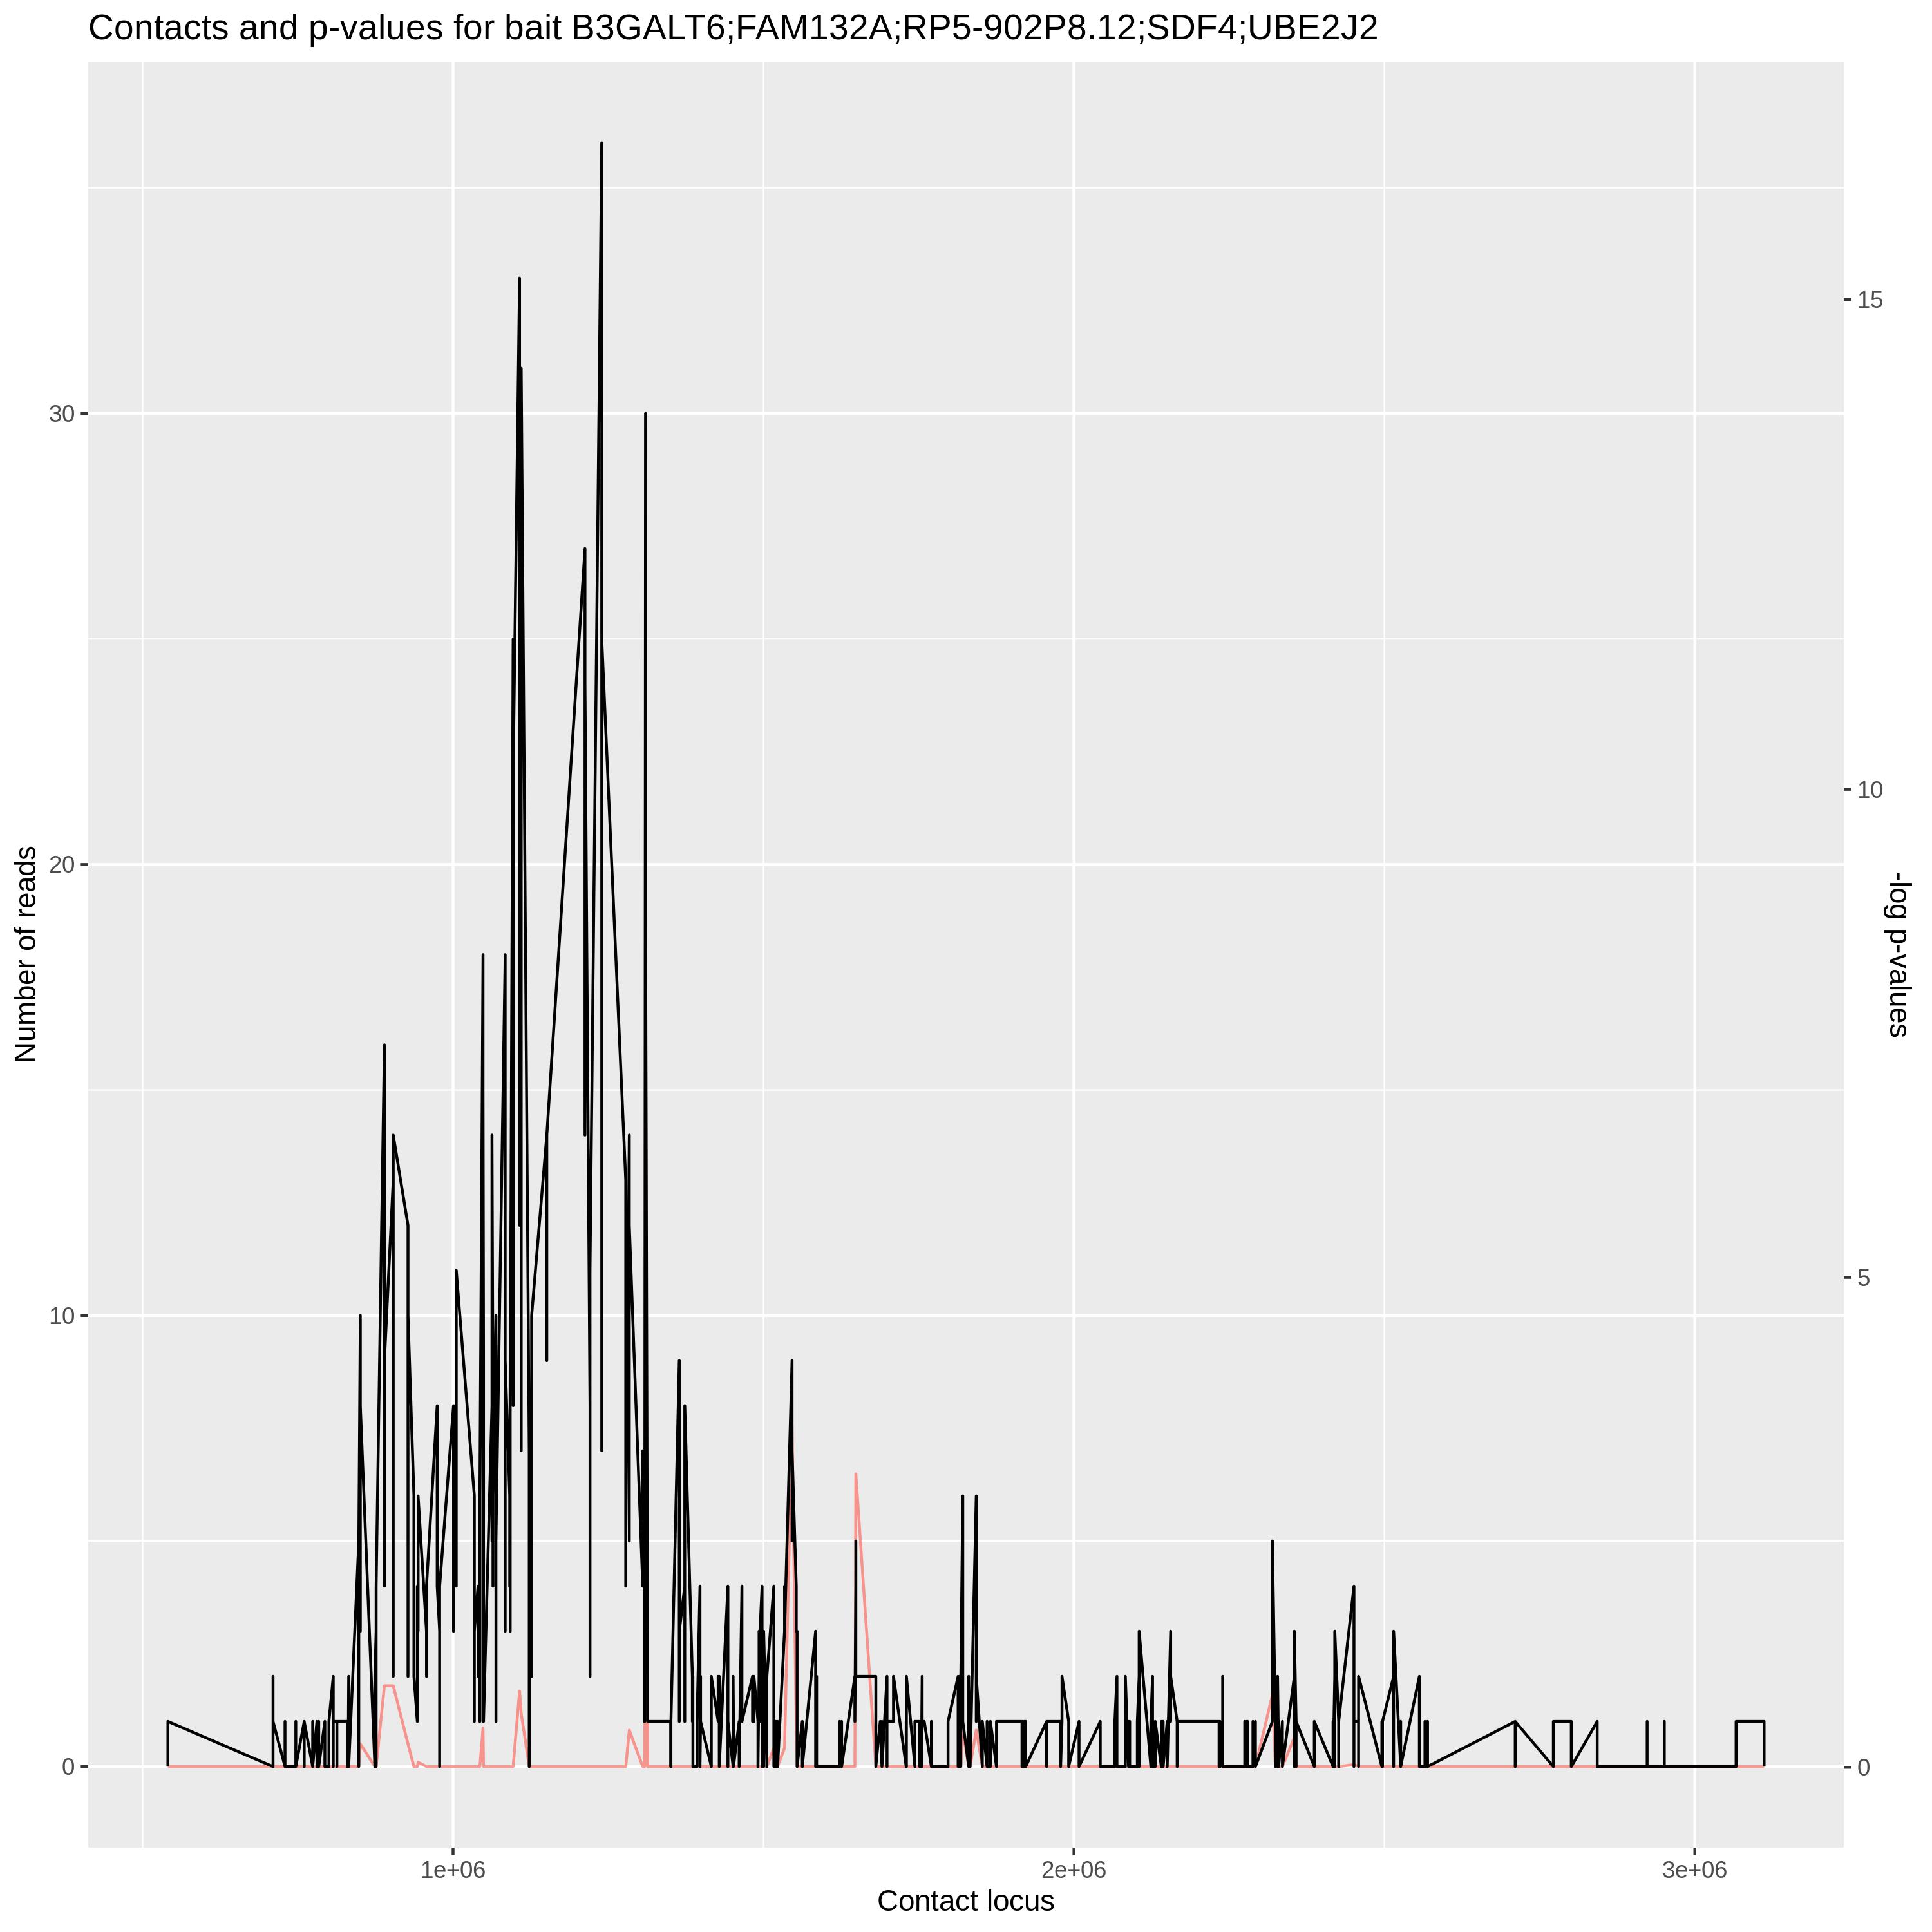 Contacts and p-values for bait B3GALT6;FAM132A;RP5-902P8.12;SDF4;UBE2J2
30
20
10
0
Number of reads
15
10
5
0
-log p-values
1e+06
2e+06
3e+06
Contact locus